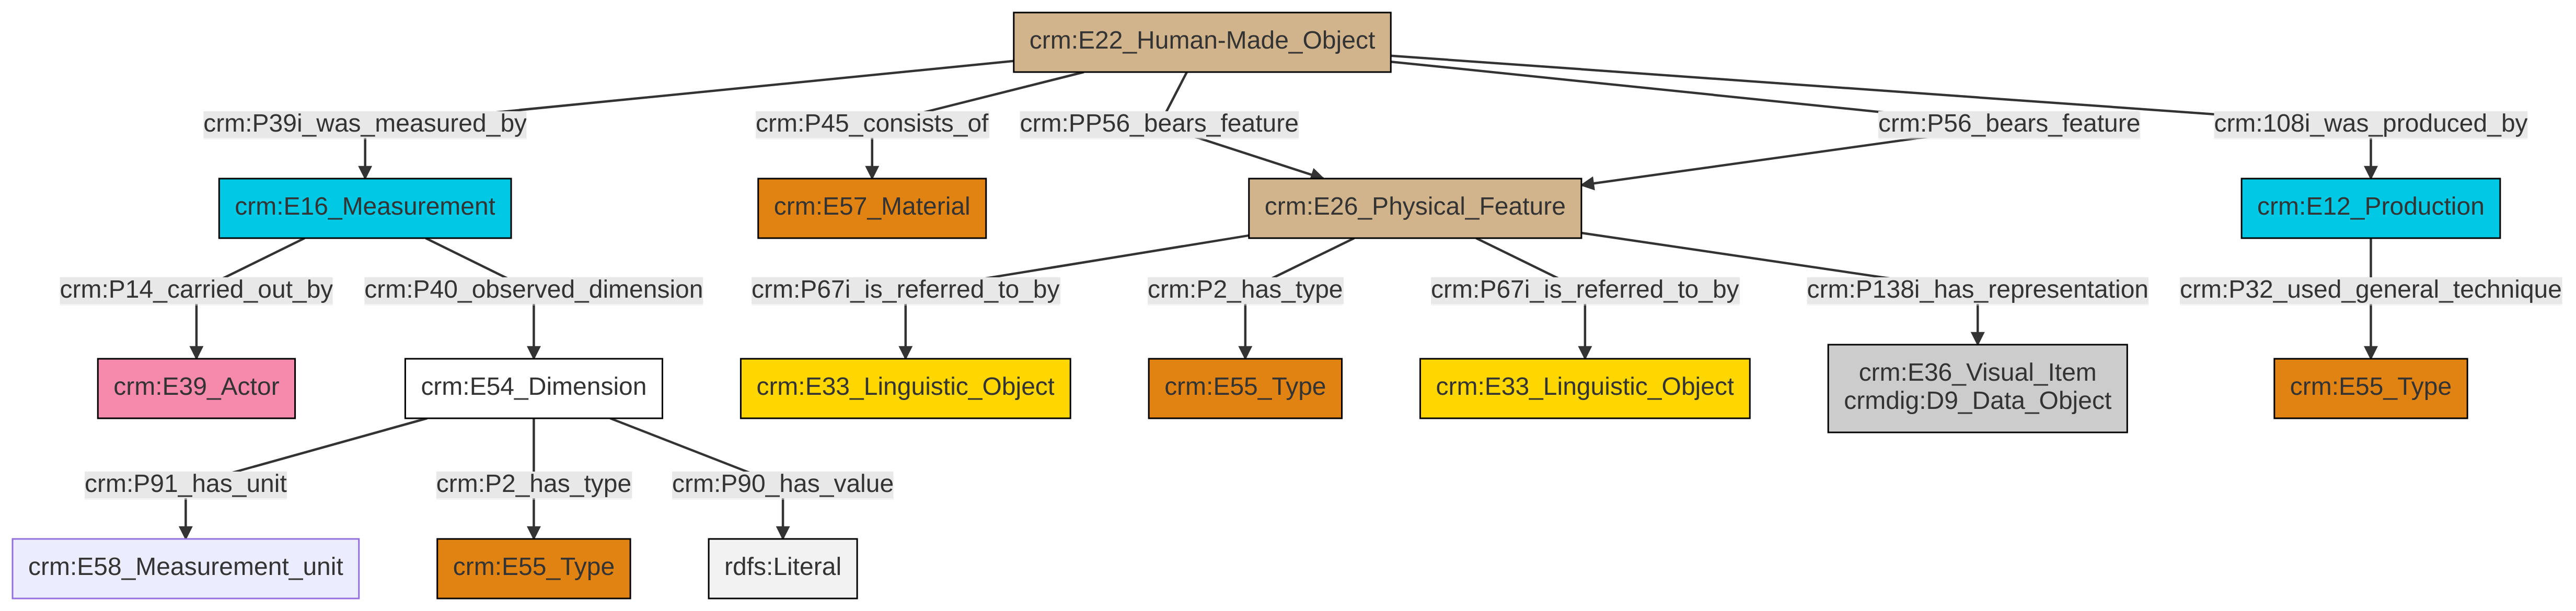 crm:E22_Human-Made_Object
crm:P39i_was_measured_by
crm:P45_consists_of
crm:PP56_bears_feature
crm:P56_bears_feature
crm:108i_was_produced_by
crm:E16_Measurement
crm:E57_Material
crm:E26_Physical_Feature
crm:E12_Production
crm:P14_carried_out_by
crm:P40_observed_dimension
crm:P67i_is_referred_to_by
crm:P2_has_type
crm:P67i_is_referred_to_by
crm:P138i_has_representation
crm:P32_used_general_technique
crm:E39_Actor
crm:E54_Dimension
crm:E33_Linguistic_Object
crm:E55_Type
crm:E33_Linguistic_Object
crm:E36_Visual_Item
crmdig:D9_Data_Object
crm:E55_Type
crm:P91_has_unit
crm:P2_has_type
crm:P90_has_value
crm:E58_Measurement_unit
crm:E55_Type
rdfs:Literal